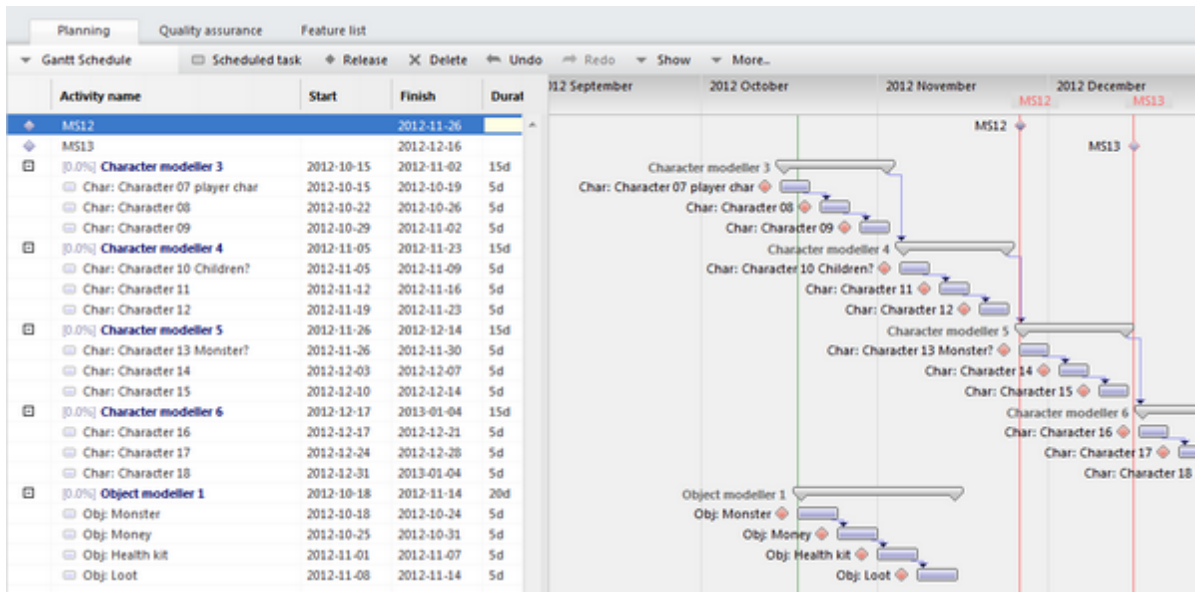 Planning Quality assurance Feature list
Gantt Schedule Scheduled task Release Delete Undo Redo Show More..
Activity name Start Finish Durat 012 September 2012 October 2012 November 2012 December
MS12 MS13
MS12 2012-11-26 MS12
MS13 2012-12-16 MS13
[0.0%] Character modeller 3 2012-10-15 2012-11-02 15d Character modeller 3
Char: Character 07 player char 2012-10-15 2012-10-19 5d Char: Character 07 player char
Char: Character 08 2012-10-22 2012-10-26 5d Char: Character 08
Char: Character 09 2012-10-29 2012-11-02 5d Char: Character 09
[0.0%] Character modeller 4 2012-11-05 2012-11-23 15d Character modeller 4
Char: Character 10 Children? 2012-11-05 2012-11-09 5d Char: Character 10 Children?
Char: Character 11 2012-11-12 2012-11-16 5d Char: Character 11
Char: Character 12 2012-11-19 2012-11-23 5d Char: Character 12
[0.0%] Character modeller 5 2012-11-26 2012-12-14 15d Character modeller 5
Char: Character 13 Monster? 2012-11-26 2012-11-30 5d Char: Character 13 Monster?
Char: Character 14 2012-12-03 2012-12-07 5d Char: Character 14
Char: Character 15 2012-12-10 2012-12-14 5d Char: Character 15
[0.0%] Character modeller 6 2012-12-17 2013-01-04 15d Character modeller 6
Char: Character 16 2012-12-17 2012-12-21 5d Char: Character 16
Char: Character 17 2012-12-24 2012-12-28 5d Char: Character 17
Char: Character 18 2012-12-31 2013-01-04 5d Char: Character 18
[0.0%] Object modeller 1 2012-10-18 2012-11-14 20d Object modeller 1
Obj: Monster 2012-10-18 2012-10-24 5d Obj: Monster
Obj: Money 2012-10-25 2012-10-31 5d Obj: Money
Obj: Health kit 2012-11-01 2012-11-07 5d Obj: Health kit
Obj: Loot 2012-11-08 2012-11-14 5d Obj: Loot